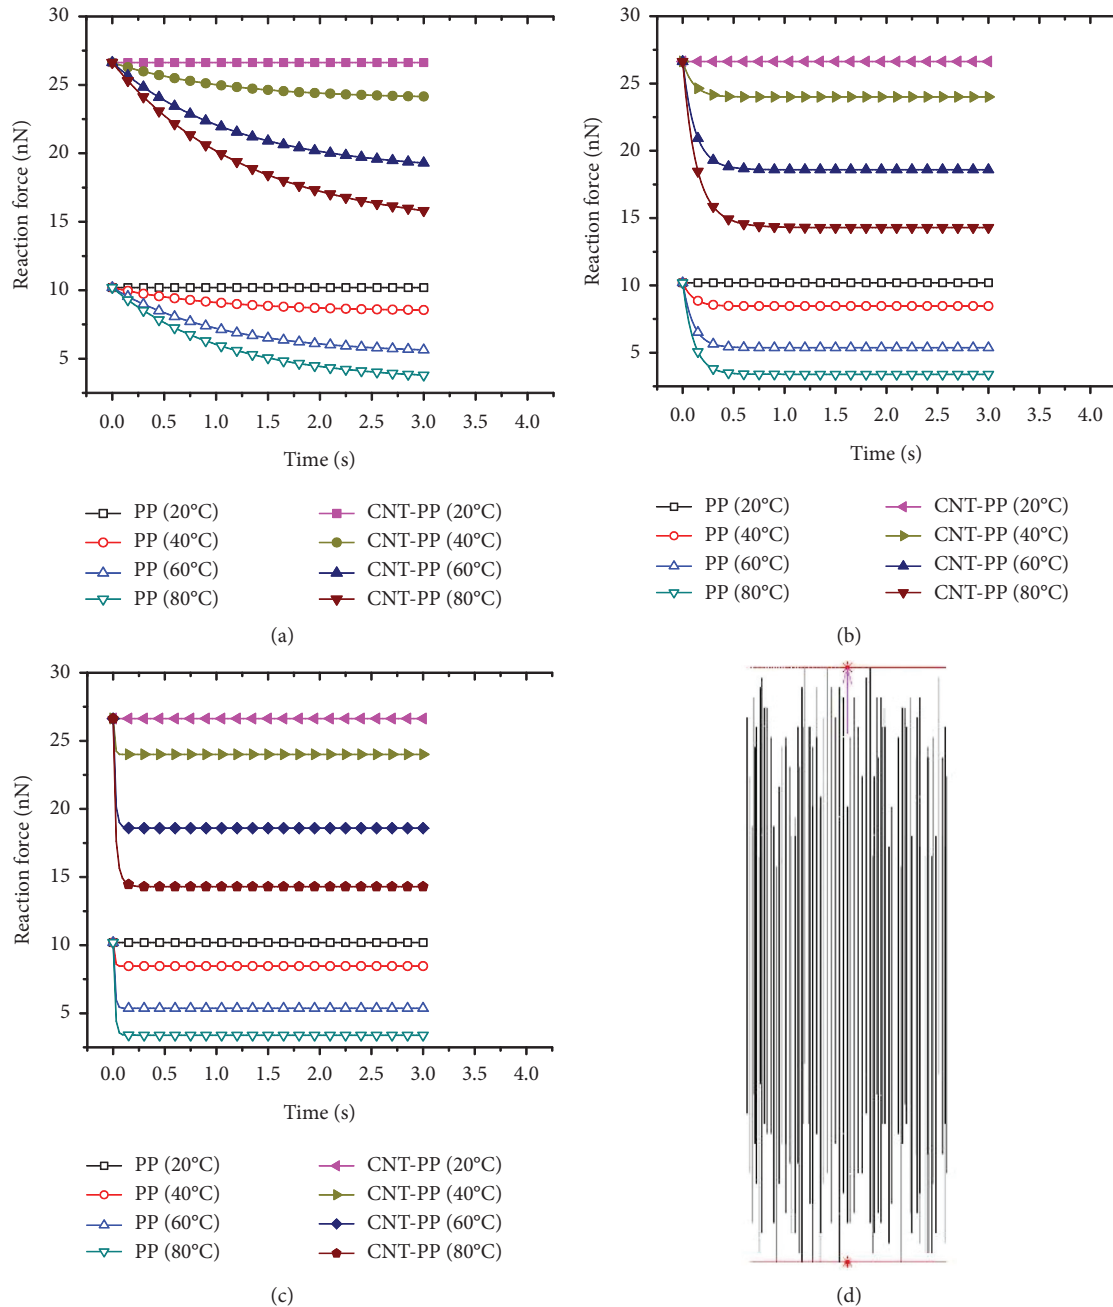 30
25
20
15
10
5
Reaction force (nN)
0.0 0.5 1.0 1.5 2.0 2.5 3.0 3.5 4.0
Time (s)
PP (20°C) CNT-PP (20°C)
PP (40°C) CNT-PP (40°C)
PP (60°C) CNT-PP (60°C)
PP (80°C) CNT-PP (80°C)
(a)
30
25
20
15
10
5
Reaction force (nN)
0.0 0.5 1.0 1.5 2.0 2.5 3.0 3.5 4.0
Time (s)
PP (20°C) CNT-PP (20°C)
PP (40°C) CNT-PP (40°C)
PP (60°C) CNT-PP (60°C)
PP (80°C) CNT-PP (80°C)
(b)
30
25
20
15
10
5
Reaction force (nN)
0.0 0.5 1.0 1.5 2.0 2.5 3.0 3.5 4.0
Time (s)
PP (20°C) CNT-PP (20°C)
PP (40°C) CNT-PP (40°C)
PP (60°C) CNT-PP (60°C)
PP (80°C) CNT-PP (80°C)
(c)
(d)